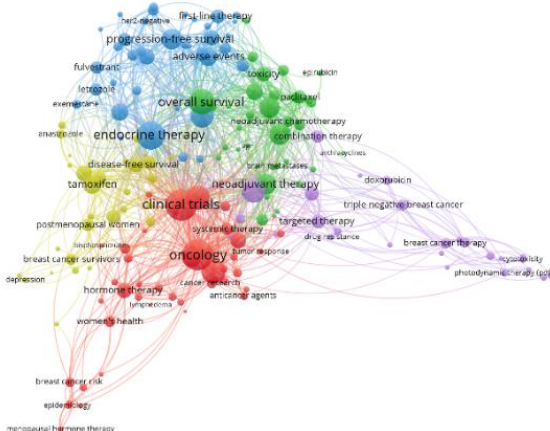 her2-negative
first-line therapy
progression-free survival
adverse events
fulvestrant
toxicity
epirubicin
letrozole
paclitaxel
exemestane
overall survival
neoadjuvant chemotherapy
anastrozole
endocrine therapy
combination therapy
anthracyclines
disease-free survival
brain metastases
tamoxifen
neoadjuvant therapy
doxorubicin
clinical trials
triple negative breast cancer
postmenopausal women
targeted therapy
systemic therapy
drug resistance
bisphosphonates
tumor response
breast cancer therapy
breast cancer survivors
oncology
cytotoxicity
photodynamic therapy (pdt)
depression
cancer research
hormone therapy
anticancer agents
lymphedema
women's health
breast cancer risk
epidemiology
menopausal hormone therapy